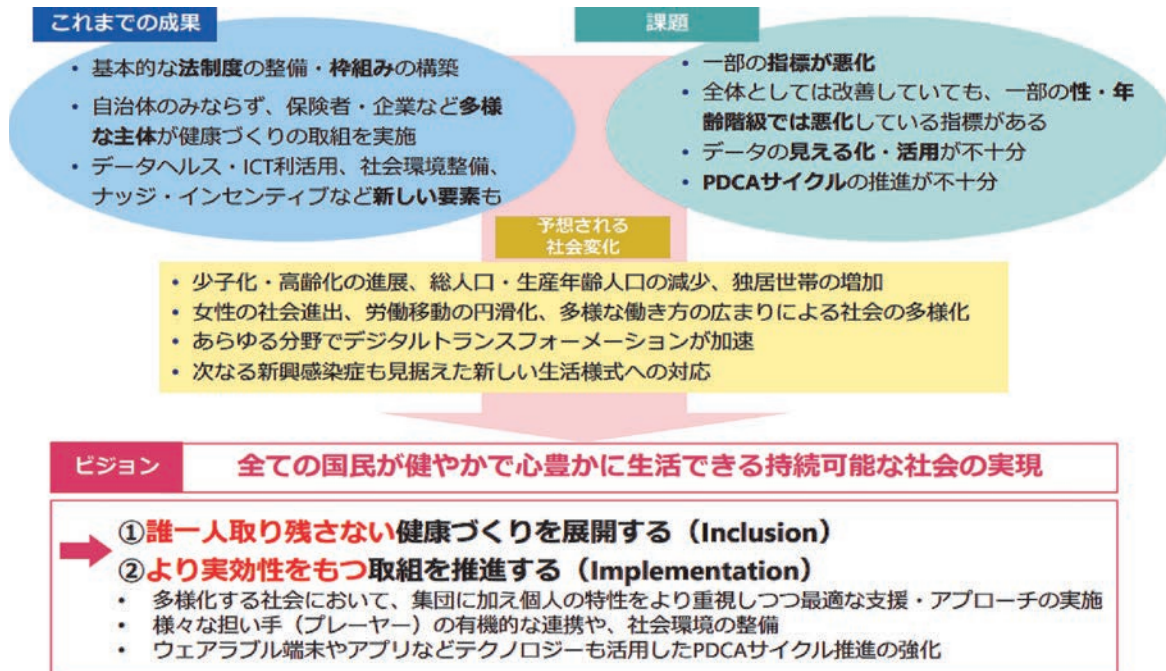 これまでの成果
・ 基本的な法制度の整備・枠組みの構築
・ 自治体のみならず、保険者・企業など多様
な主体が健康づくりの取組を実施
・ データヘルス・ICT利活用、社会環境整備、
ナッジ・インセンティブなど新しい要素も
課題
・ 一部の指標が悪化
・ 全体としては改善していても、一部の性・年
齢階級では悪化している指標がある
・ データの見える化・活用が不十分
・ PDCAサイクルの推進が不十分
予想される
社会変化
・ 少子化・高齢化の進展、総人口・生産年齢人口の減少、独居世帯の増加
・ 女性の社会進出、労働移動の円滑化、多様な働き方の広まりによる社会の多様化
・ あらゆる分野でデジタルトランスフォーメーションが加速
・ 次なる新興感染症も見据えた新しい生活様式への対応
ビジョン
全ての国民が健やかで心豊かに生活できる持続可能な社会の実現
①誰一人取り残さない健康づくりを展開する（Inclusion）
②より実効性をもつ取組を推進する（Implementation）
・ 多様化する社会において、集団に加え個人の特性をより重視しつつ最適な支援・アプローチの実施
・ 様々な担い手（プレーヤー）の有機的な連携や、社会環境の整備
・ ウェアラブル端末やアプリなどテクノロジーも活用したPDCAサイクル推進の強化